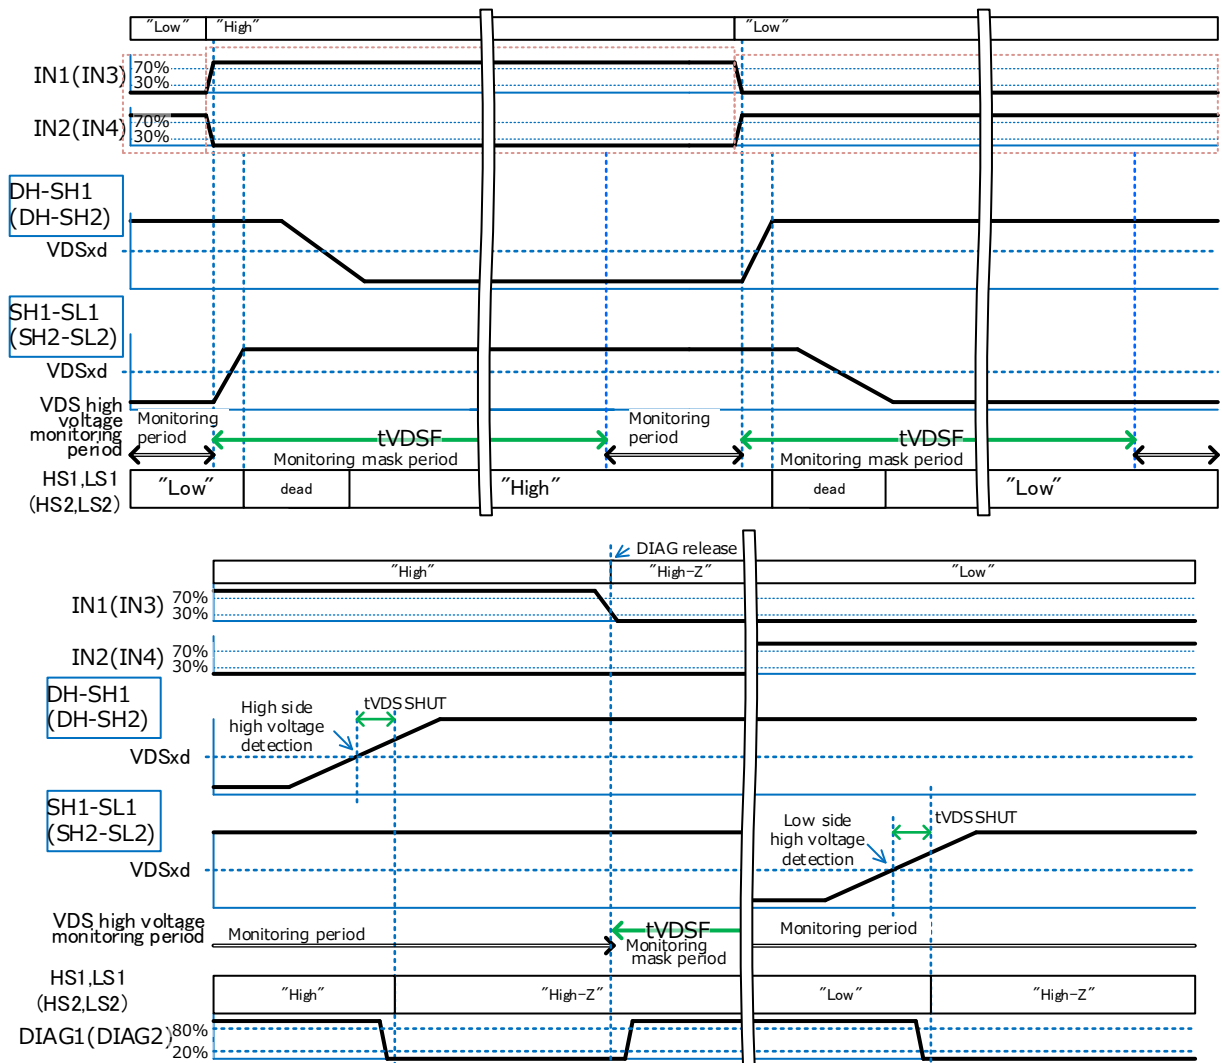 "Low" "High" "Low"
IN1(IN3) 70%
30%
IN2(IN4) 70%
30%
DH-SH1
(DH-SH2)
VDSxd
SH1-SL1
(SH2-SL2)
VDSxd
VDS high
voltage
monitoring
period
Monitoring
period
tVDSF
Monitoring mask period
Monitoring
period
tVDSF
Monitoring mask period
HS1,LS1
(HS2,LS2)
"Low" dead "High" dead "Low"
DIAG release
"High" "High-Z" "Low"
IN1(IN3) 70%
30%
IN2(IN4) 70%
30%
DH-SH1
(DH-SH2)
High side
high voltage
detection
tVDSSHUT
VDSxd
SH1-SL1
(SH2-SL2)
Low side
high voltage
detection
tVDSSHUT
VDSxd
VDS high voltage
monitoring period
Monitoring period
tVDSF
Monitoring
mask period
Monitoring period
HS1,LS1
(HS2,LS2)
"High" "High-Z" "Low" "High-Z"
DIAG1(DIAG2) 80%
20%